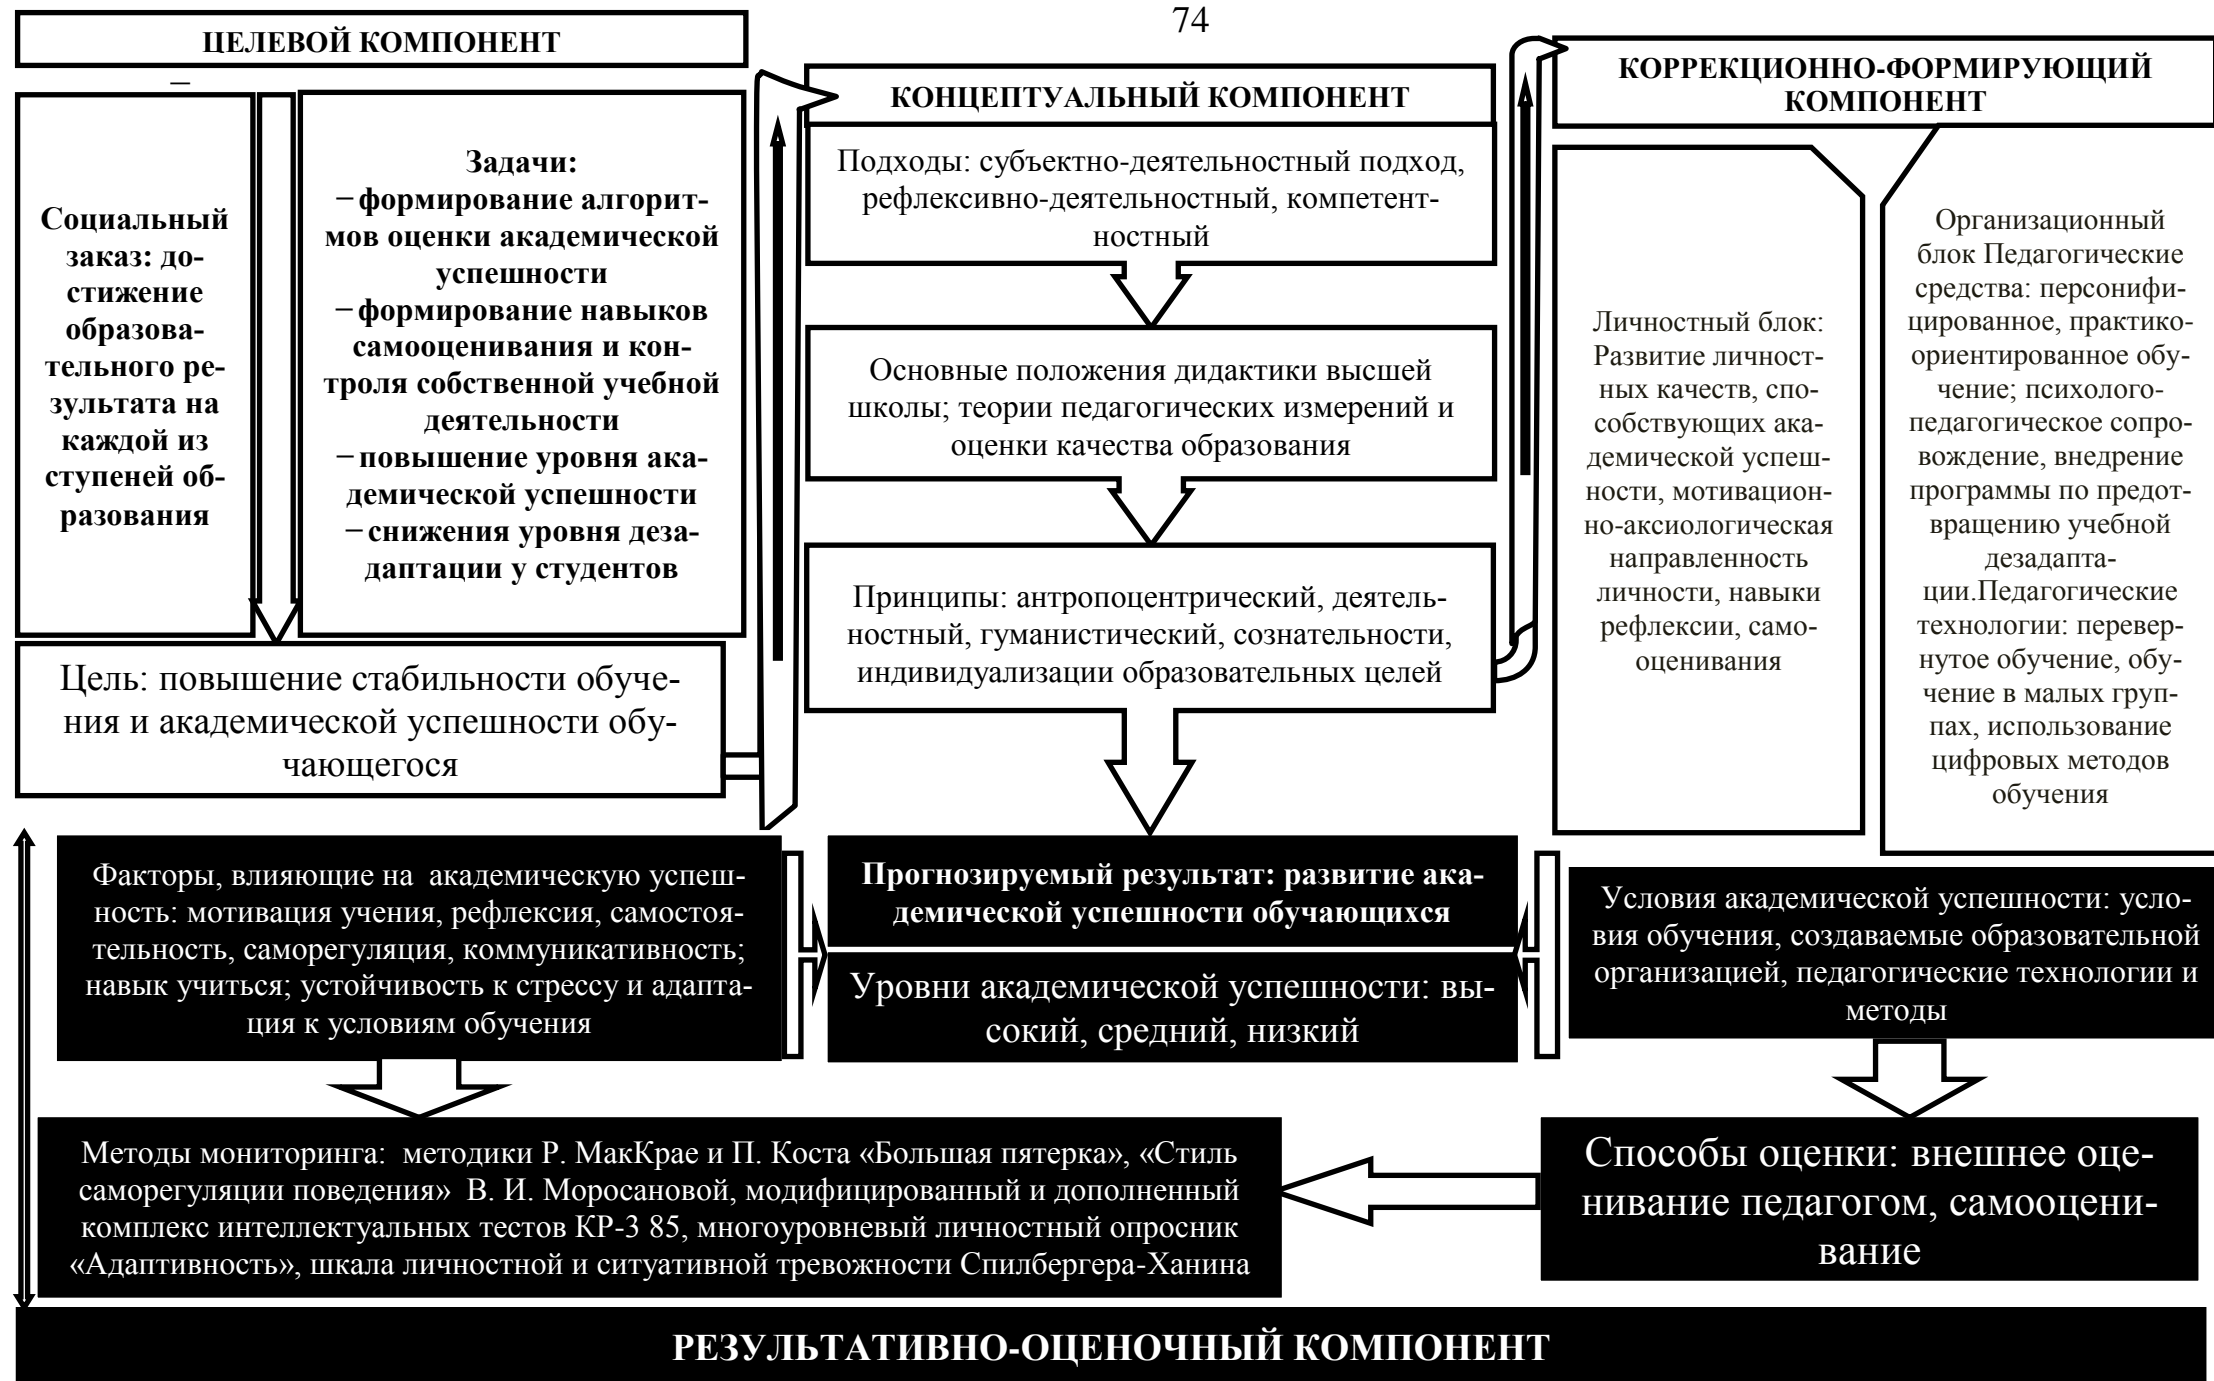 74
ЦЕЛЕВОЙ КОМПОНЕНТ
–
Социальный
заказ: до-
стижение
образова-
тельного ре-
зультата на
каждой из
ступеней об-
разования
Задачи:
–формирование алгорит-
мов оценки академической
успешности
–формирование навыков
самооценивания и кон-
троля собственной учебной
деятельности
–повышение уровня ака-
демической успешности
–снижения уровня деза-
даптации у студентов
Цель: повышение стабильности обуче-
ния и академической успешности обу-
чающегося
КОНЦЕПТУАЛЬНЫЙ КОМПОНЕНТ
Подходы: субъектно-деятельностный подход,
рефлексивно-деятельностный, компетент-
ностный
Основные положения дидактики высшей
школы; теории педагогических измерений и
оценки качества образования
Принципы: антропоцентрический, деятель-
ностный, гуманистический, сознательности,
индивидуализации образовательных целей
КОРРЕКЦИОННО-ФОРМИРУЮЩИЙ
КОМПОНЕНТ
Личностный блок:
Развитие личност-
ных качеств, спо-
собствующих ака-
демической успеш-
ности, мотивацион-
но-аксиологическая
направленность
личности, навыки
рефлексии, само-
оценивания
Организационный
блок Педагогические
средства: персонифи-
цированное, практико-
ориентированное обу-
чение; психолого-
педагогическое сопро-
вождение, внедрение
программы по предот-
вращению учебной
дезадапта-
ции.Педагогические
технологии: перевер-
нутое обучение, обу-
чение в малых груп-
пах, использование
цифровых методов
обучения
Факторы, влияющие на академическую успеш-
ность: мотивация учения, рефлексия, самостоя-
тельность, саморегуляция, коммуникативность;
навык учиться; устойчивость к стрессу и адапта-
ция к условиям обучения
Прогнозируемый результат: развитие ака-
демической успешности обучающихся
Уровни академической успешности: вы-
сокий, средний, низкий
Условия академической успешности: усло-
вия обучения, создаваемые образовательной
организацией, педагогические технологии и
методы
Методы мониторинга: методики Р. МакКрае и П. Коста «Большая пятерка», «Стиль
саморегуляции поведения» В. И. Моросановой, модифицированный и дополненный
комплекс интеллектуальных тестов КР-3 85, многоуровневый личностный опросник
«Адаптивность», шкала личностной и ситуативной тревожности Спилбергера-Ханина
Способы оценки: внешнее оце-
нивание педагогом, самооцени-
вание
РЕЗУЛЬТАТИВНО-ОЦЕНОЧНЫЙ КОМПОНЕНТ